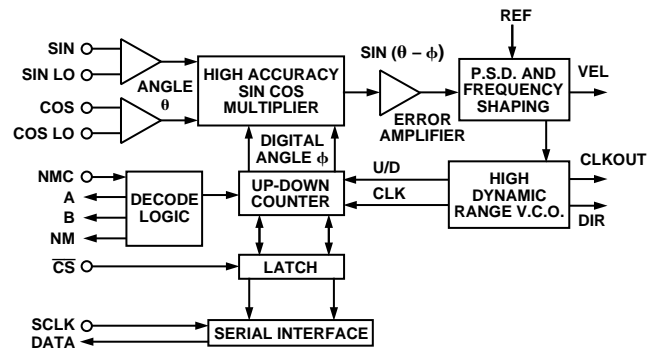 REF
SIN
SIN LO
COS
COS LO
ANGLE
θ
HIGH ACCURACY
SIN COS
MULTIPLIER
SIN (θ – ϕ)
ERROR
AMPLIFIER
P.S.D. AND
FREQUENCY
SHAPING
VEL
DIGITAL
ANGLE ϕ
NMC
A
B
NM
DECODE
LOGIC
UP-DOWN
COUNTER
U/D
CLK
HIGH
DYNAMIC
RANGE V.C.O.
CLKOUT
DIR
C̅S̅
LATCH
SCLK
DATA
SERIAL INTERFACE